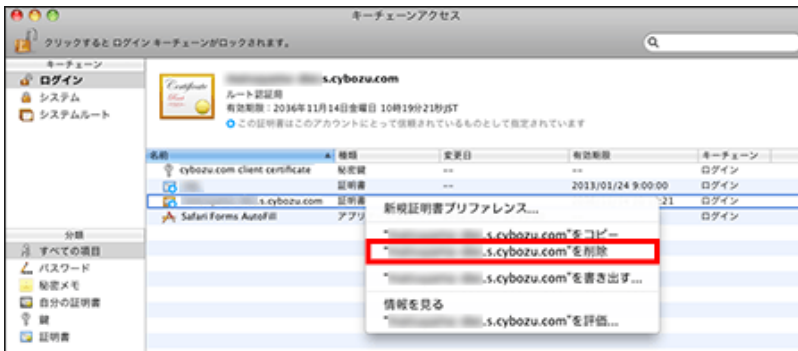 キーチェーンアクセス
クリックすると ログイン キーチェーンがロックされます。
キーチェーン
ログイン
システム
システムルート
s.cybozu.com
ルート認証局
有効期限：2036年11月14日金曜日 10時19分21秒JST
この証明書はこのアカウントにとって信頼されているものとして指定されています
名前 種類 変更日 有効期限 キーチェーン
cybozu.com client certificate 秘密鍵 -- -- ログイン
証明書 -- 2013/01/24 9:00:00 ログイン
.s.cybozu.com 証明書 :21 ログイン
Safari Forms AutoFill アプリ ログイン
新規証明書プリファレンス...
" .s.cybozu.com"をコピー
" .s.cybozu.com"を削除
" .s.cybozu.com"を書き出す...
情報を見る
" .s.cybozu.com"を評価...
分類
すべての項目
パスワード
秘密メモ
自分の証明書
鍵
証明書